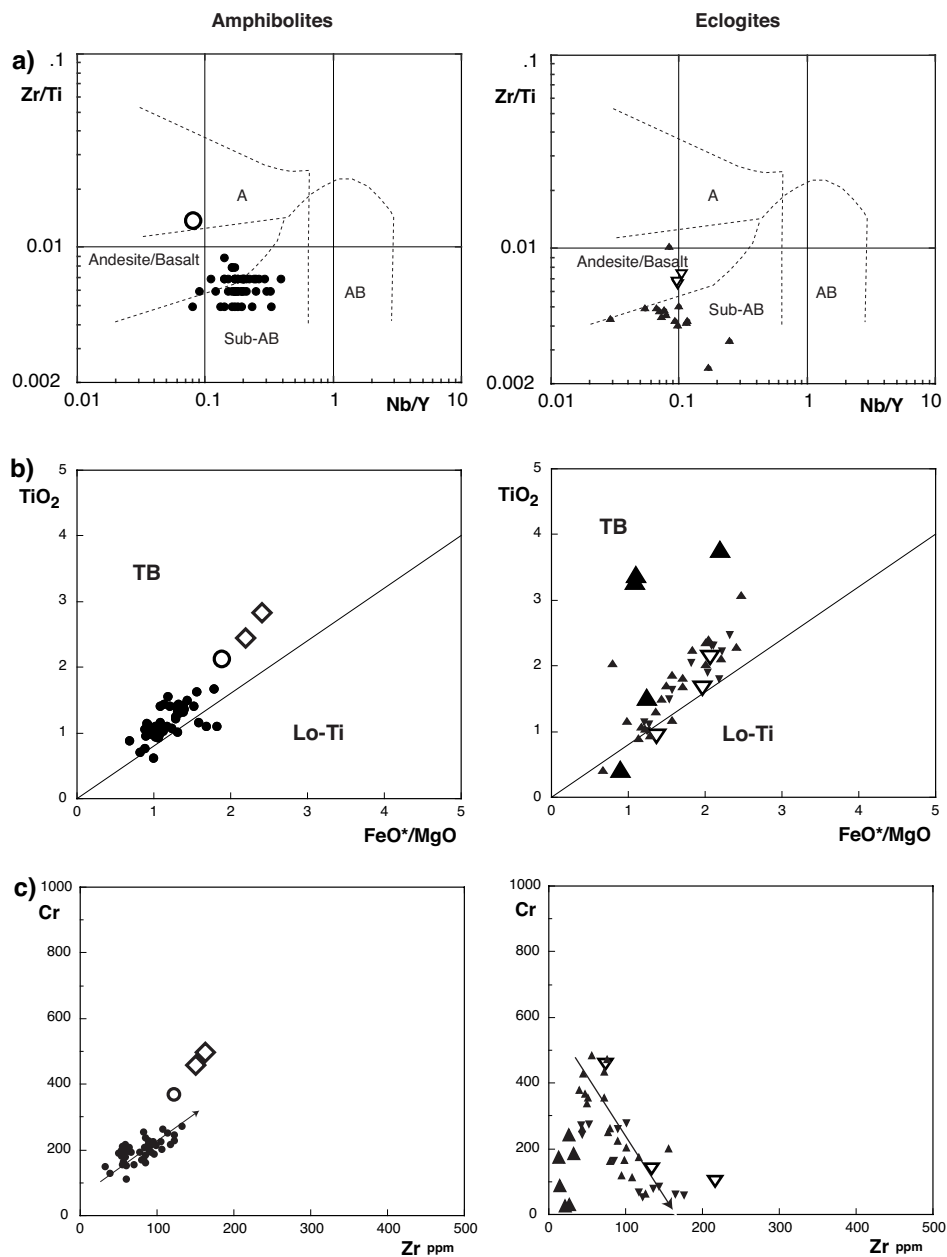 Amphibolites Eclogites
a)
.1 .1
Zr/Ti Zr/Ti
A A
0.01 0.01
Andesite/Basalt Andesite/Basalt
AB AB
Sub-AB Sub-AB
0.002 0.002
0.01 0.1 1 10 0.01 0.1 1 10
Nb/Y Nb/Y
b)
5 5
TiO2 TiO2
4 4
TB TB
3 3
2 2
1 Lo-Ti 1 Lo-Ti
0 0
0 1 2 3 4 5 0 1 2 3 4 5
FeO*/MgO FeO*/MgO
c)
1000 1000
Cr Cr
800 800
600 600
400 400
200 200
0 0
0 100 200 300 400 500 0 100 200 300 400 500
Zr ppm Zr ppm